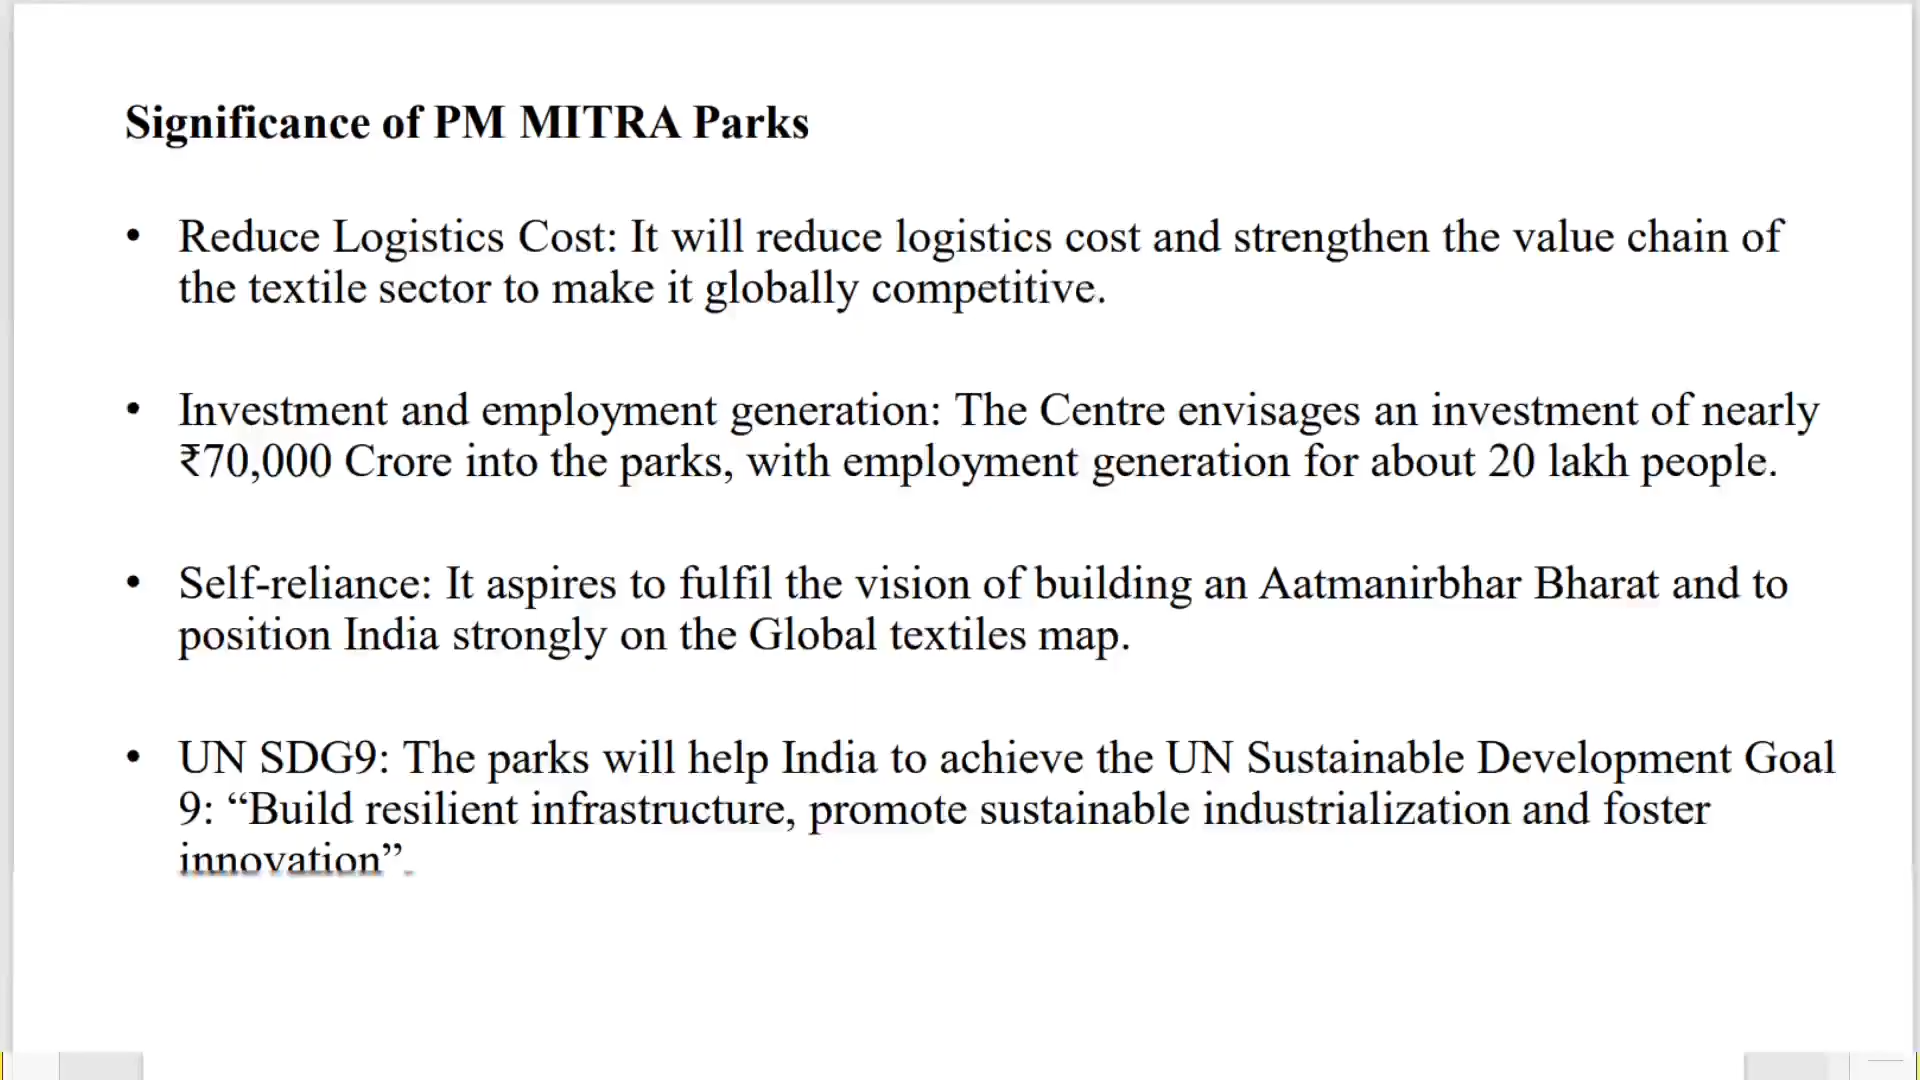 Significance of PM MITRA Parks
• Reduce Logistics Cost: It will reduce logistics cost and strengthen the value chain of
the textile sector to make it globally competitive.
• Investment and employment generation: The Centre envisages an investment of nearly
₹70,000 Crore into the parks, with employment generation for about 20 lakh people.
• Self-reliance: It aspires to fulfil the vision of building an Aatmanirbhar Bharat and to
position India strongly on the Global textiles map.
• UN SDG9: The parks will help India to achieve the UN Sustainable Development Goal
9: “Build resilient infrastructure, promote sustainable industrialization and foster
innovation”.